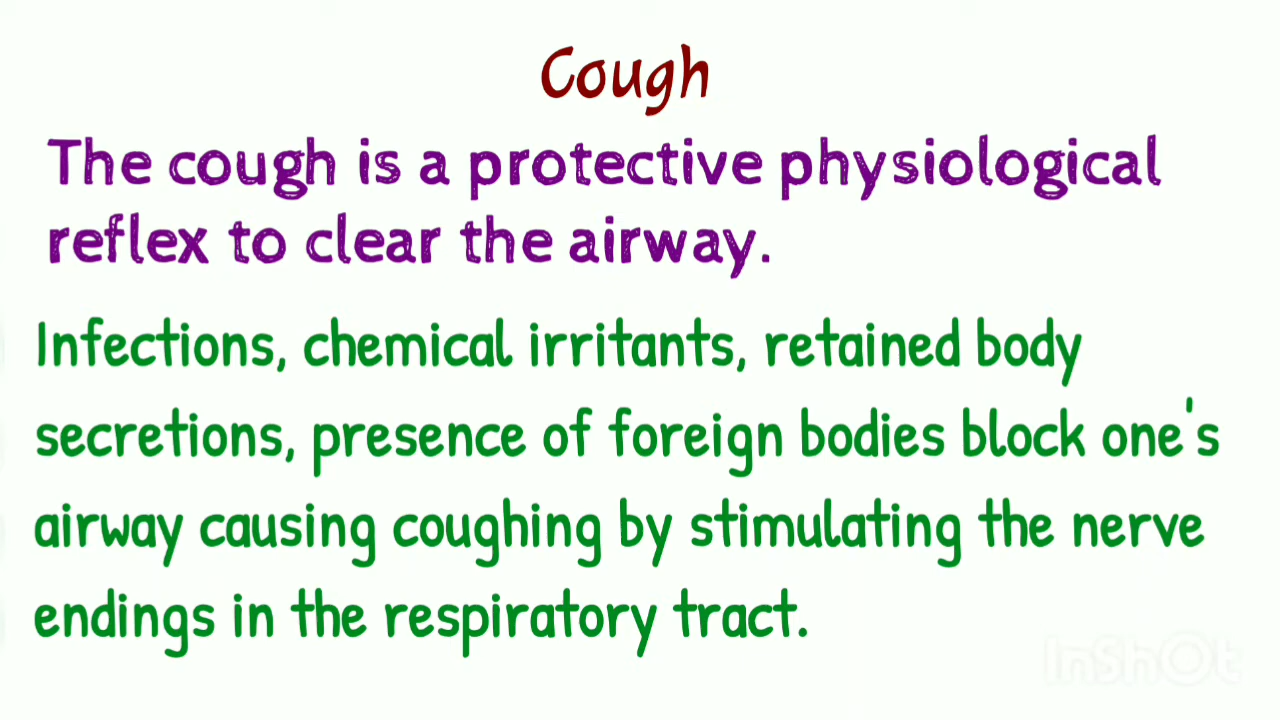 Cough
The cough is a protective physiological
reflex to clear the airway.
Infections, chemical irritants, retained body
secretions, presence of foreign bodies block one's
airway causing coughing by stimulating the nerve
endings in the respiratory tract.
InShOt